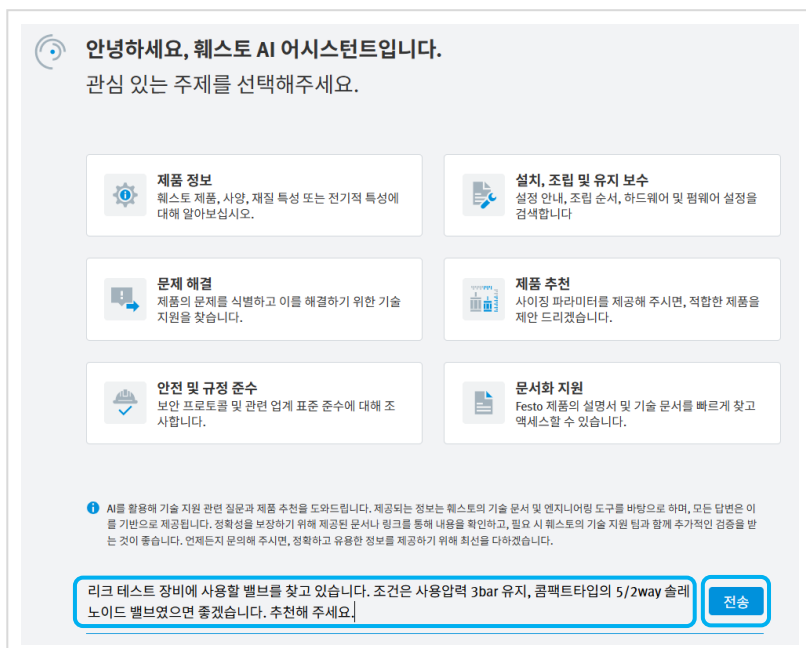 안녕하세요, 훼스토 AI 어시스턴트입니다.
관심 있는 주제를 선택해주세요.
제품 정보
훼스토 제품, 사양, 재질 특성 또는 전기적 특성에
대해 알아보십시오.
설치, 조립 및 유지 보수
설정 안내, 조립 순서, 하드웨어 및 펌웨어 설정을
검색합니다
문제 해결
제품의 문제를 식별하고 이를 해결하기 위한 기술
지원을 찾습니다.
제품 추천
사이징 파라미터를 제공해 주시면, 적합한 제품을
제안 드리겠습니다.
안전 및 규정 준수
보안 프로토콜 및 관련 업계 표준 준수에 대해 조
사합니다.
문서화 지원
Festo 제품의 설명서 및 기술 문서를 빠르게 찾고
액세스할 수 있습니다.
AI를 활용해 기술 지원 관련 질문과 제품 추천을 도와드립니다. 제공되는 정보는 훼스토의 기술 문서 및 엔지니어링 도구를 바탕으로 하며, 모든 답변은 이
를 기반으로 제공됩니다. 정확성을 보장하기 위해 제공된 문서나 링크를 통해 내용을 확인하고, 필요 시 훼스토의 기술 지원 팀과 함께 추가적인 검증을 받
는 것이 좋습니다. 언제든지 문의해 주시면, 정확하고 유용한 정보를 제공하기 위해 최선을 다하겠습니다.
리크 테스트 장비에 사용할 밸브를 찾고 있습니다. 조건은 사용압력 3bar 유지, 콤팩트타입의 5/2way 솔레
노이드 밸브였으면 좋겠습니다. 추천해 주세요.
전송